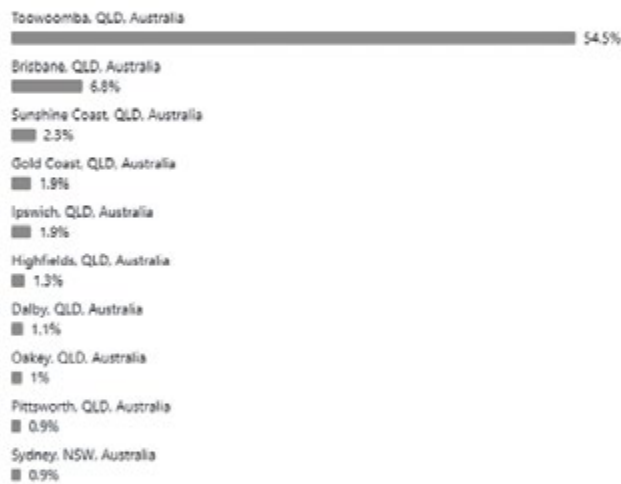 Toowoomba, QLD, Australia
54.5%
Brisbane, QLD, Australia
6.8%
Sunshine Coast, QLD, Australia
2.3%
Gold Coast, QLD, Australia
1.9%
Ipswich, QLD, Australia
1.9%
Highfields, QLD, Australia
1.3%
Dalby, QLD, Australia
1.1%
Oakey, QLD, Australia
1%
Pittsworth, QLD, Australia
0.9%
Sydney, NSW, Australia
0.9%